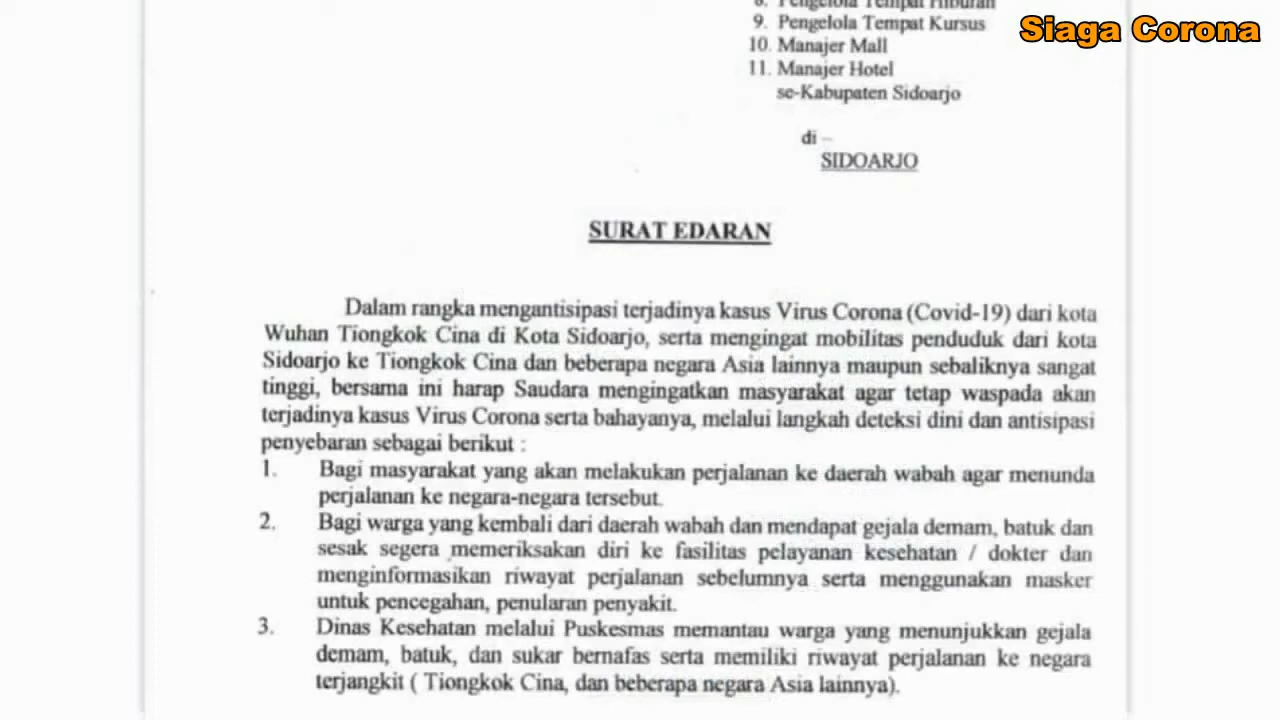 8. Pengelola Tempat Hiburan
Siaga Corona
9. Pengelola Tempat Kursus
10. Manajer Mall
11. Manajer Hotel
se-Kabupaten Sidoarjo
di –
SIDOARJO
SURAT EDARAN
Dalam rangka mengantisipasi terjadinya kasus Virus Corona (Covid-19) dari kota
Wuhan Tiongkok Cina di Kota Sidoarjo, serta mengingat mobilitas penduduk dari kota
Sidoarjo ke Tiongkok Cina dan beberapa negara Asia lainnya maupun sebaliknya sangat
tinggi, bersama ini harap Saudara mengingatkan masyarakat agar tetap waspada akan
terjadinya kasus Virus Corona serta bahayanya, melalui langkah deteksi dini dan antisipasi
penyebaran sebagai berikut :
1. Bagi masyarakat yang akan melakukan perjalanan ke daerah wabah agar menunda
perjalanan ke negara-negara tersebut.
2. Bagi warga yang kembali dari daerah wabah dan mendapat gejala demam, batuk dan
sesak segera memeriksakan diri ke fasilitas pelayanan kesehatan / dokter dan
menginformasikan riwayat perjalanan sebelumnya serta menggunakan masker
untuk pencegahan, penularan penyakit.
3. Dinas Kesehatan melalui Puskesmas memantau warga yang menunjukkan gejala
demam, batuk, dan sukar bernafas serta memiliki riwayat perjalanan ke negara
terjangkit ( Tiongkok Cina, dan beberapa negara Asia lainnya).